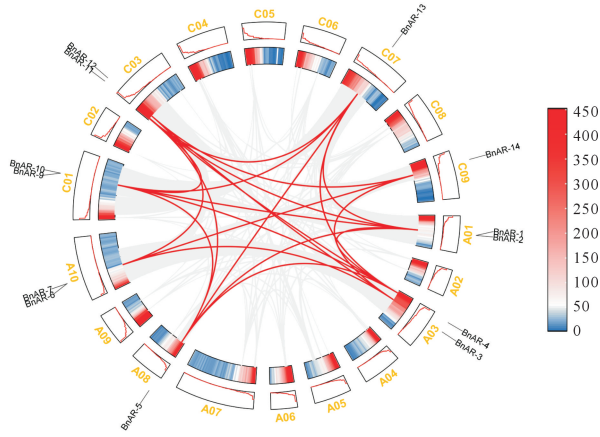 C05
C06
C04
BnAR-13
C07
C03
BnAR-12
BnAR-11
C08
C02
BnAR-14
C09
BnAR-10
BnAR-9
C01
A01
BnAR-1
BnAR-2
A02
A10
BnAR-7
BnAR-6
A03
BnAR-4
BnAR-3
A09
A04
A08
A05
A07
A06
BnAR-5
450
400
350
300
250
200
150
100
50
0